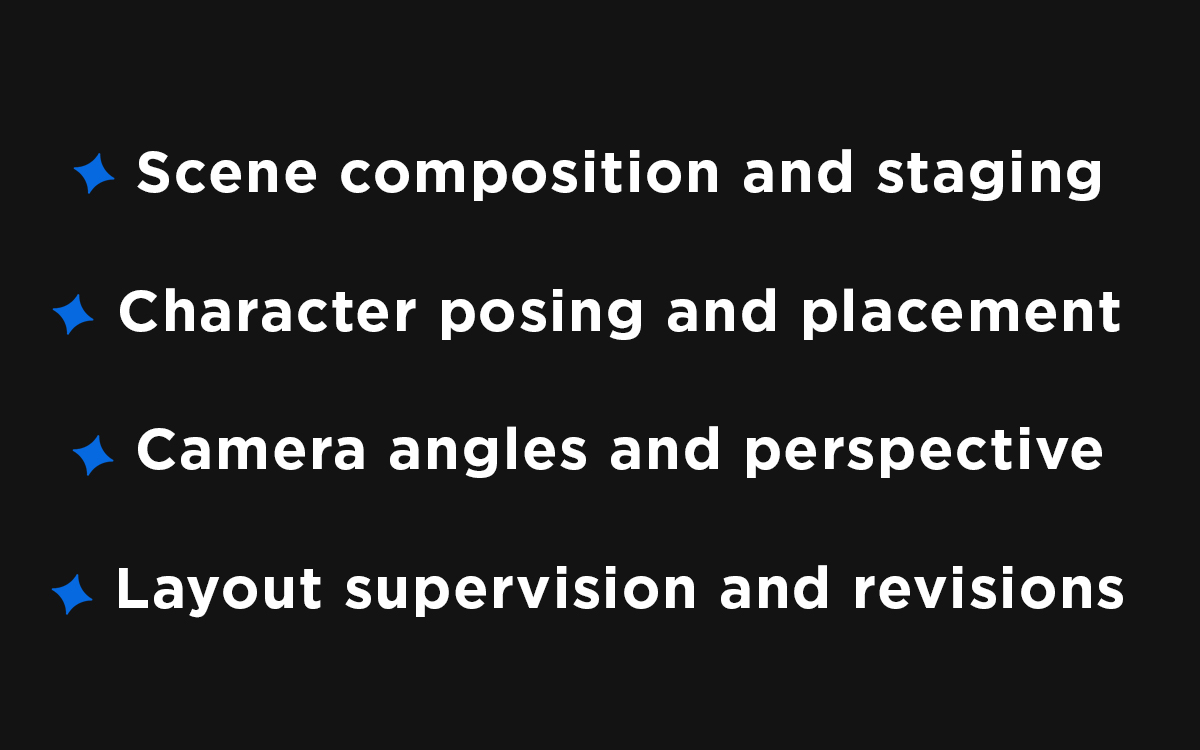 Scene composition and staging
Character posing and placement
Camera angles and perspective
Layout supervision and revisions